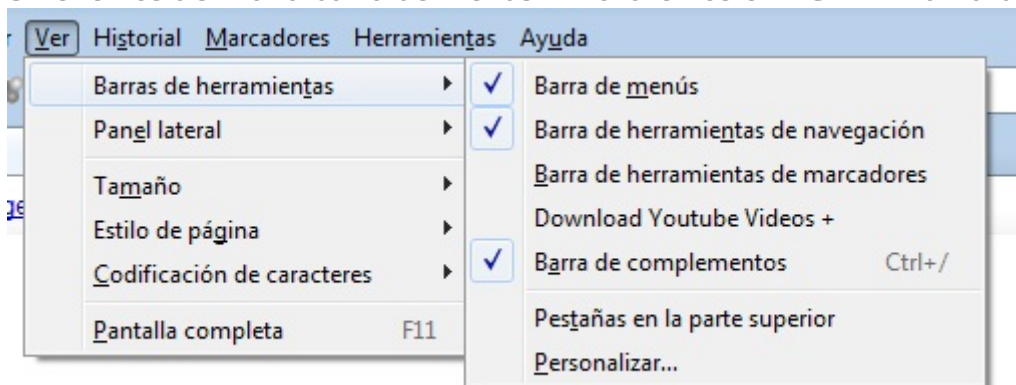 Ver Historial Marcadores Herramientas Ayuda
Barras de herramientas
Panel lateral
Tamaño
Estilo de página
Codificación de caracteres
Pantalla completa F11
Barra de menús
Barra de herramientas de navegación
Barra de herramientas de marcadores
Download Youtube Videos +
Barra de complementos Ctrl+/
Pestañas en la parte superior
Personalizar...